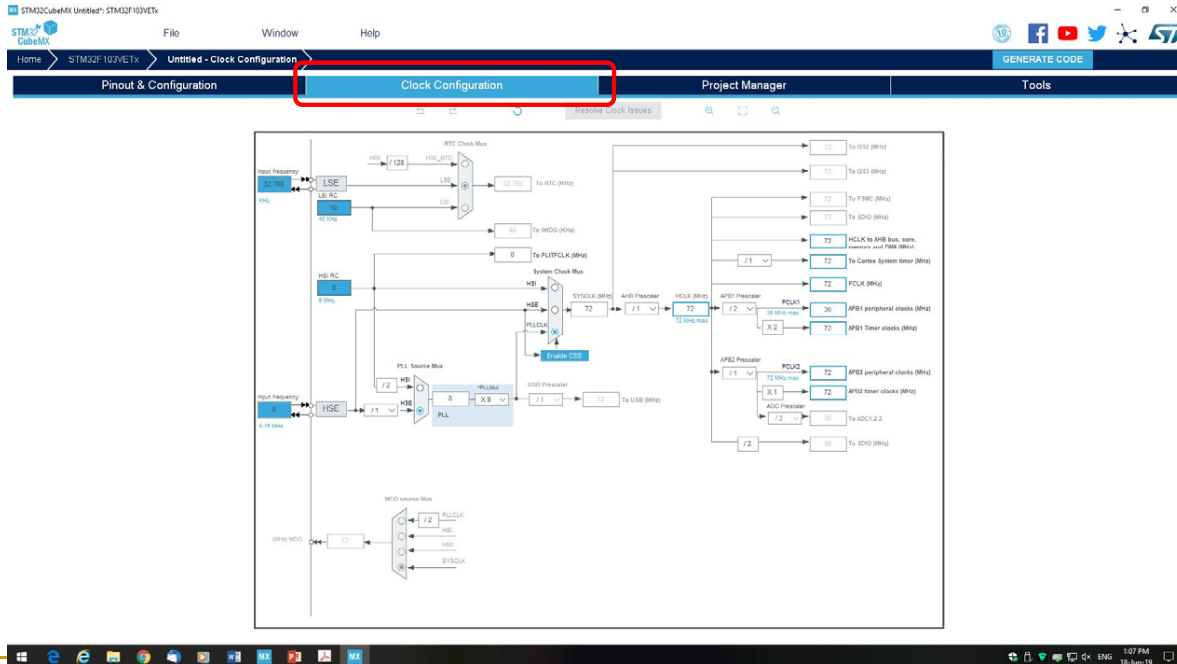 MX STM32CubeMX Untitled*: STM32F103VETx
STM32 CubeMX
File Window Help
Home STM32F103VETx Untitled - Clock Configuration GENERATE CODE
Pinout & Configuration Clock Configuration Project Manager Tools
Resolve Clock Issues
RTC Clock Mux
HSE / 128 HSE_RTC
Input frequency
32.768
KHz
LSE
LSE
32.768 To RTC (KHz)
LSI RC
40
40 KHz
LSI
40 To IWDG (KHz)
8 To FLITFCLK (MHz)
HSI RC
8
8 MHz
System Clock Mux
HSI
HSE
PLLCLK
Enable CSS
SYSCLK (MHz)
72
AHB Prescaler
/ 1
HCLK (MHz)
72
72 MHz max
APB1 Prescaler
/ 2
PCLK1
36 MHz max
X 2
72 To I2S2 (MHz)
72 To I2S3 (MHz)
72 To FSMC (MHz)
72 To SDIO (MHz)
72 HCLK to AHB bus, core,
memory and DMA (MHz)
/ 1 72 To Cortex System timer (MHz)
72 FCLK (MHz)
36 APB1 peripheral clocks (MHz)
72 APB1 Timer clocks (MHz)
APB2 Prescaler
/ 1
PCLK2
72 MHz max
72 APB2 peripheral clocks (MHz)
X 1 72 APB2 timer clocks (MHz)
ADC Prescaler
/ 2 36 To ADC1,2,3
/ 2 36 To SDIO (MHz)
PLL Source Mux
/ 2 HSI
Input frequency
8
4-16 MHz
HSE
/ 1 HSE
8
*PLLMul
X 9
PLL
USB Prescaler
/ 1 72 To USB (MHz)
MCO source Mux
/ 2 PLLCLK
HSI
HSE
SYSCLK
(MHz) MCO 72
ENG 1:07 PM
18-Jun-19